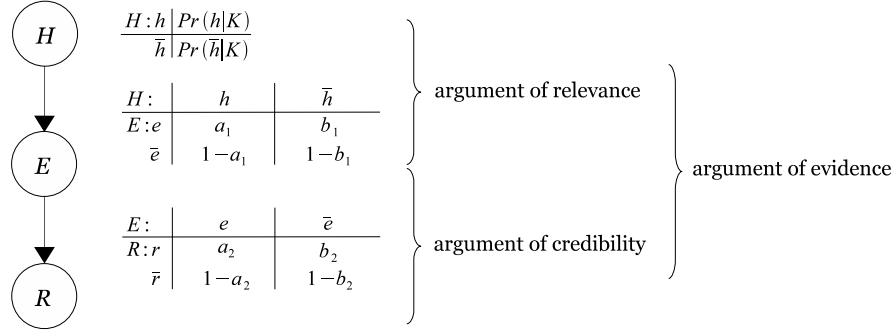 H
H : h | Pr(h|K)
h̅ | Pr(h̅|K)
H : h h̅
E : e a₁ b₁
e̅ 1−a₁ 1−b₁
argument of relevance
E
argument of evidence
E : e e̅
R : r a₂ b₂
r̅ 1−a₂ 1−b₂
argument of credibility
R